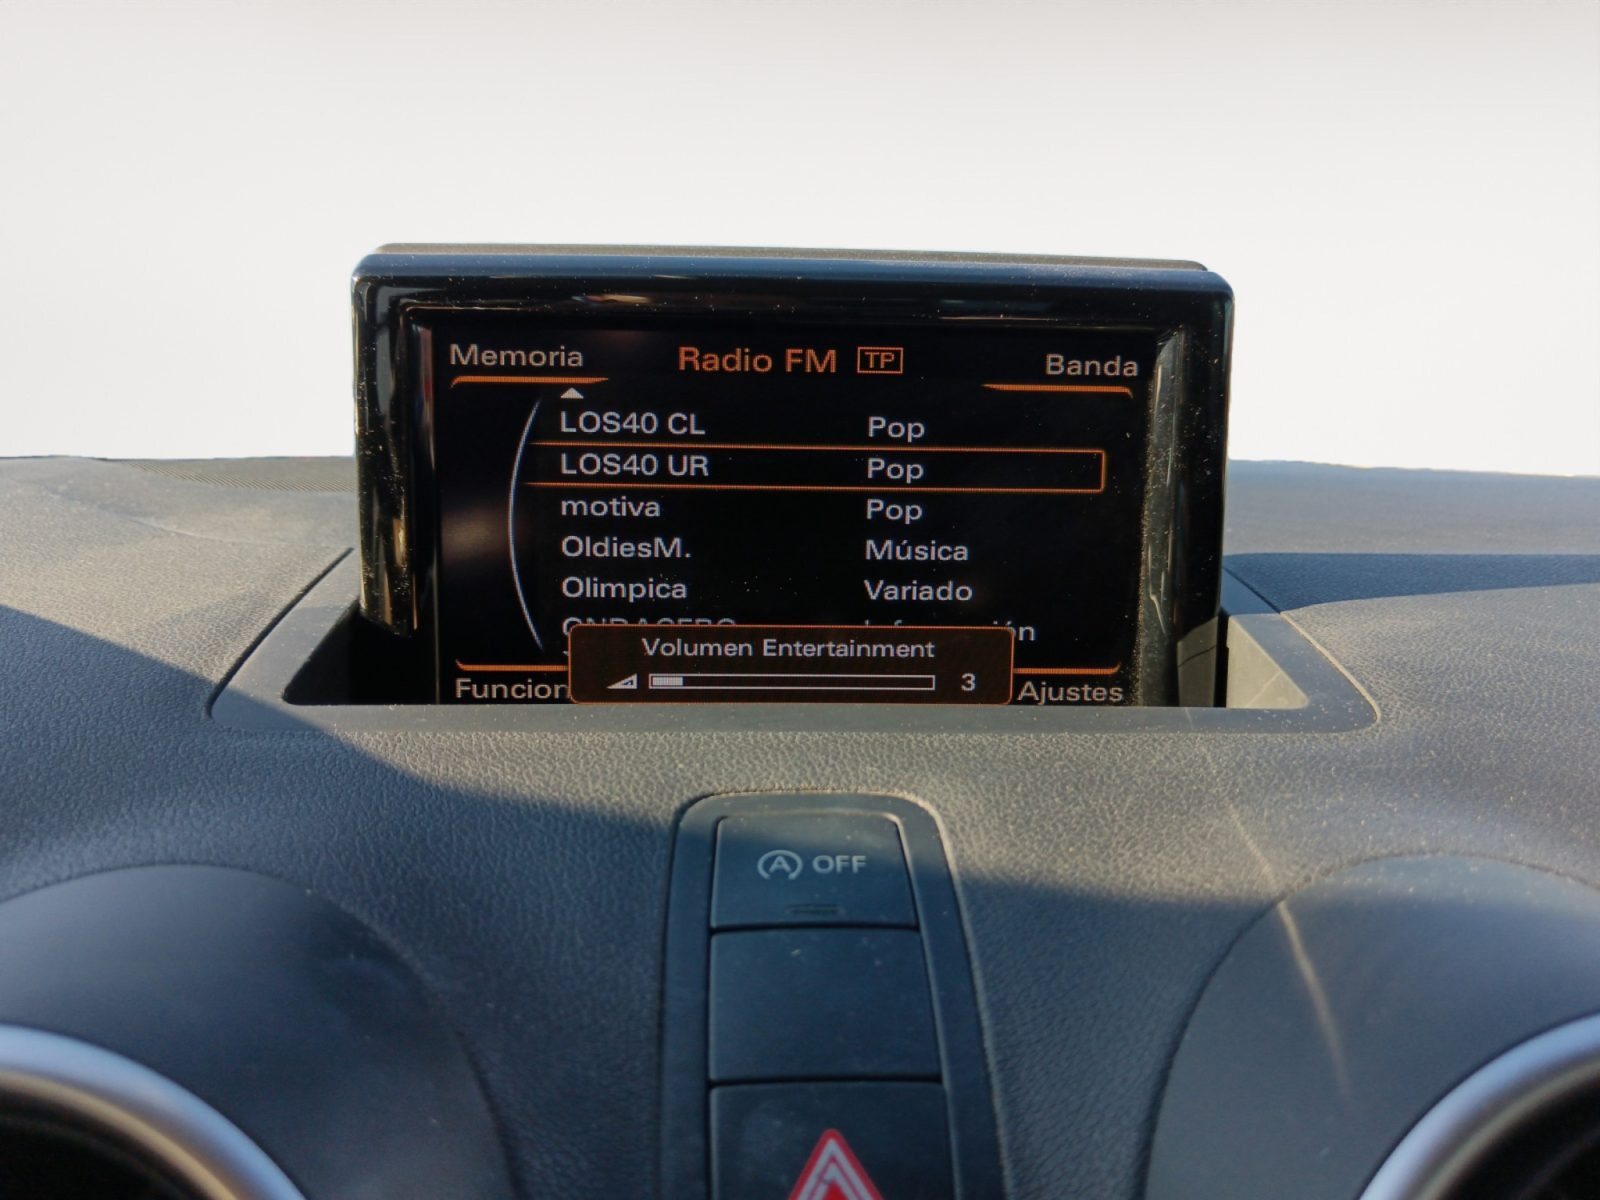 Memoria Radio FM TP Banda
LOS40 CL Pop
LOS40 UR Pop
motiva Pop
OldiesM. Música
Olimpica Variado
Volumen Entertainment
3
Funcion Ajustes
A OFF